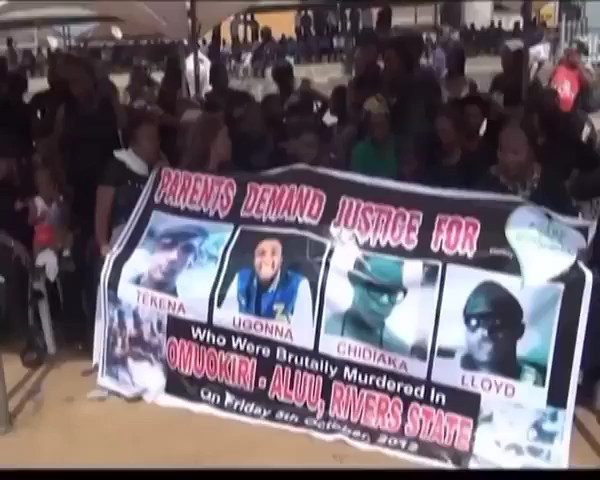 PARENTS DEMAND JUSTICE FOR
TEKENA
UGONNA
CHIDIAKA
LLOYD
Who Were Brutally Murdered In
OMUOKIRI - ALUU, RIVERS STATE
On Friday 5th October, 2012